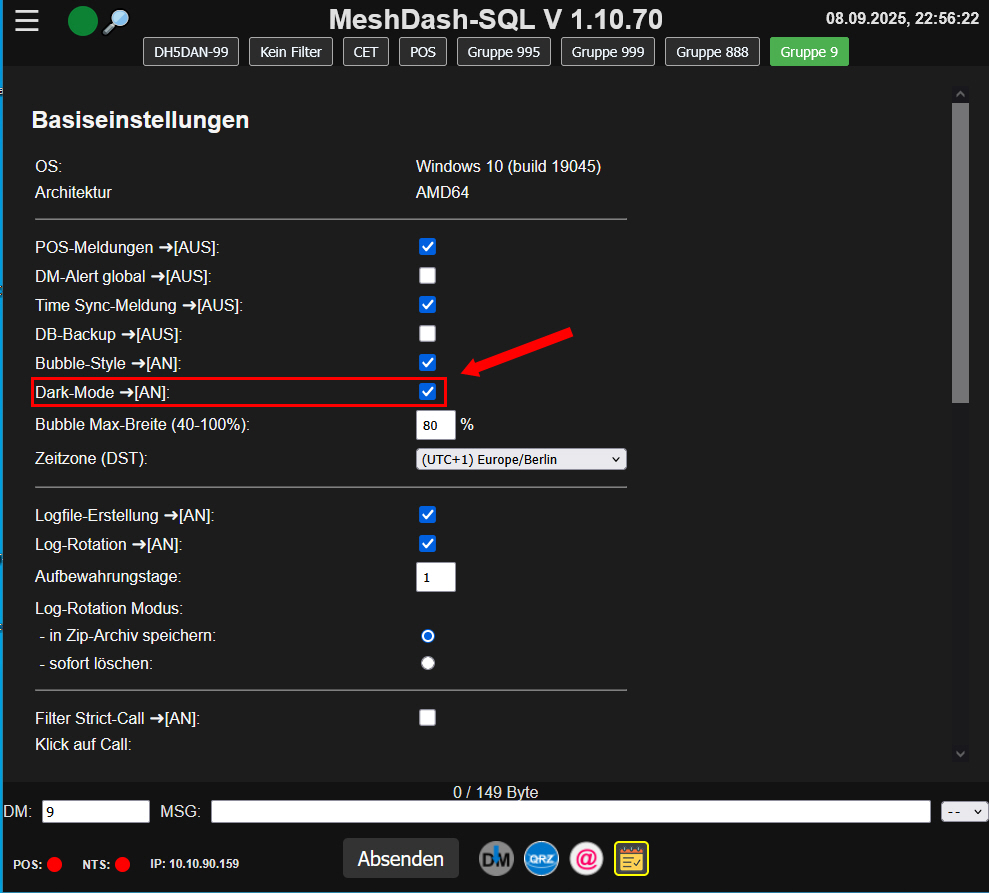 MeshDash-SQL V 1.10.70
08.09.2025, 22:56:22
DH5DAN-99 Kein Filter CET POS Gruppe 995 Gruppe 999 Gruppe 888 Gruppe 9
Basiseinstellungen
OS: Windows 10 (build 19045)
Architektur AMD64
POS-Meldungen ➔[AUS]:
DM-Alert global ➔[AUS]:
Time Sync-Meldung ➔[AUS]:
DB-Backup ➔[AUS]:
Bubble-Style ➔[AN]:
Dark-Mode ➔[AN]:
Bubble Max-Breite (40-100%): 80 %
Zeitzone (DST): (UTC+1) Europe/Berlin
Logfile-Erstellung ➔[AN]:
Log-Rotation ➔[AN]:
Aufbewahrungstage: 1
Log-Rotation Modus:
- in Zip-Archiv speichern:
- sofort löschen:
Filter Strict-Call ➔[AN]:
Klick auf Call:
0 / 149 Byte
DM: 9 MSG: --
POS: NTS: IP: 10.10.90.159 Absenden DM QRZ @